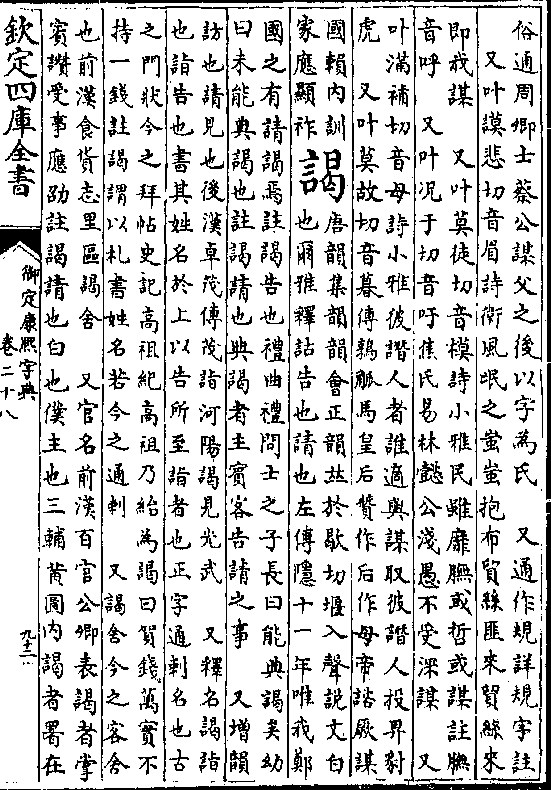 俗通周卿士蔡公謀父之後以字為氏　又通作規詳規字註
又叶謨悲切音眉詩衛風氓之蚩蚩抱布貿絲匪來貿絲來
即我謀　又叶莫徒切音模詩小雅民雖靡膴或哲或謀註膴
音呼　又叶况于切音吁焦氏易林懿公淺愚不受深謀　又
叶滿補切音母詩小雅彼譖人者誰適與謀取彼譖人投畀豺
虎　又叶莫故切音暮傅鶉觚馬皇后贊作后作母帝諮厥謀
國賴內訓
家應顯祚
謁
唐韻集韻韻會正韻𠀤於歇切堰入聲說文白
也爾雅釋詁告也請也左傳隱十一年唯我鄭
國之有請謁焉註謁告也禮曲禮問士之子長曰能典謁矣幼
曰未能典謁也註謁請也典謁者主賓客告請之事　又增韻
訪也請見也後漢卓茂傳茂詣河陽謁見光武　又釋名謁詣
也詣告也書其姓名於上以告所至詣者也正字通刺名也古
之門狀今之拜帖史記高祖紀高祖乃紿為謁曰賀錢萬實不
持一錢註謁謂以札書姓名若今之通刺　又謁舍今之客舍
也前漢食貨志里區謁舍　又官名前漢百官公卿表謁者掌
賓讚受事應劭註謁請也白也僕主也三輔黃圖內謁者署在
欽定四庫全書
御定康熙字典
卷二十八